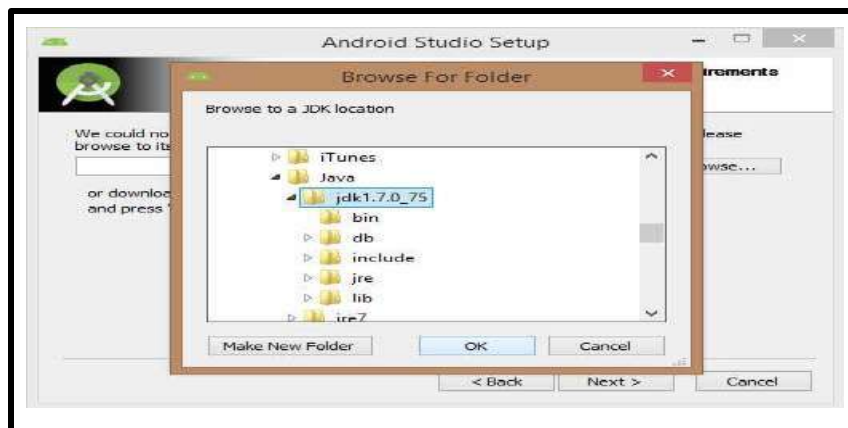 Android Studio Setup
Browse For Folder
irements
Browse to a JDK location
We could no
lease
browse to its
owse...
iTunes
Java
or downloa
jdk1.7.0_75
and press '
bin
db
include
jre
lib
jre7
Make New Folder
OK
Cancel
< Back
Next >
Cancel